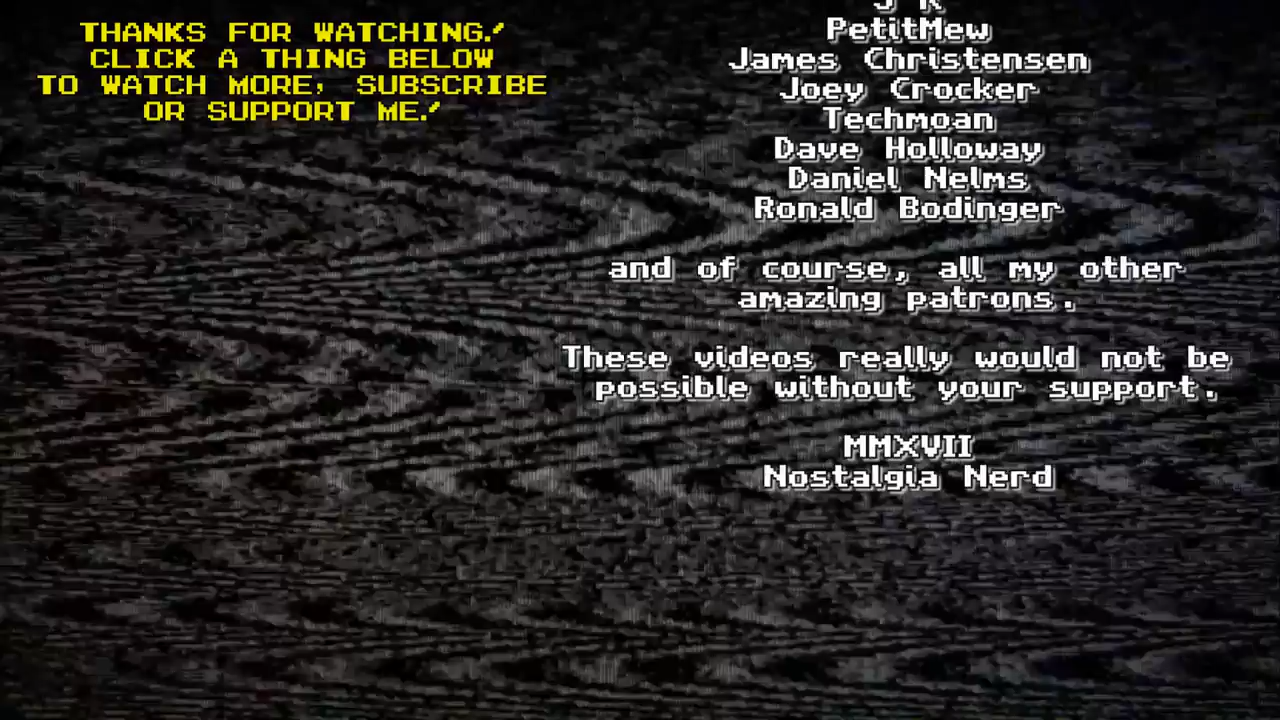 THANKS FOR WATCHING!
CLICK A THING BELOW
TO WATCH MORE, SUBSCRIBE
OR SUPPORT ME!
J R
PetitMew
James Christensen
Joey Crocker
Techmoan
Dave Holloway
Daniel Nelms
Ronald Bodinger
and of course, all my other
amazing patrons.
These videos really would not be
possible without your support.
MMXVII
Nostalgia Nerd